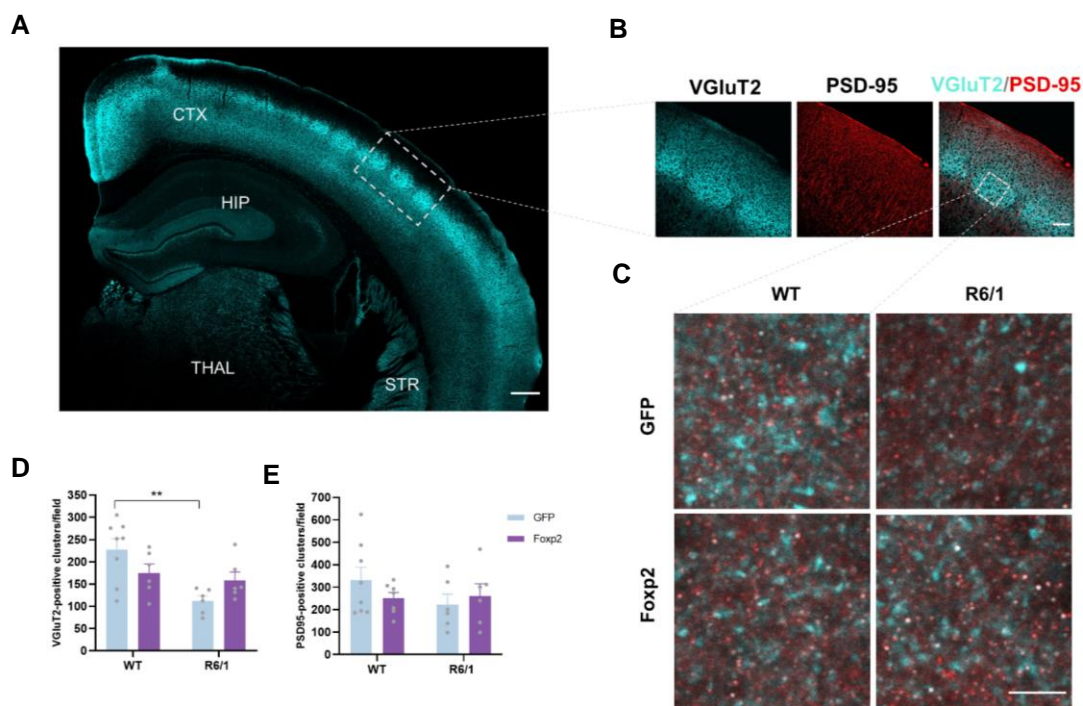 A
CTX
HIP
THAL
STR
B
VGluT2
PSD-95
VGluT2/PSD-95
C
WT
R6/1
GFP
Foxp2
D
VGluT2-positive clusters/field
350
300
250
200
150
100
50
0
**
WT
R6/1
E
PSD95-positive clusters/field
700
600
500
400
300
200
100
0
WT
R6/1
GFP
Foxp2